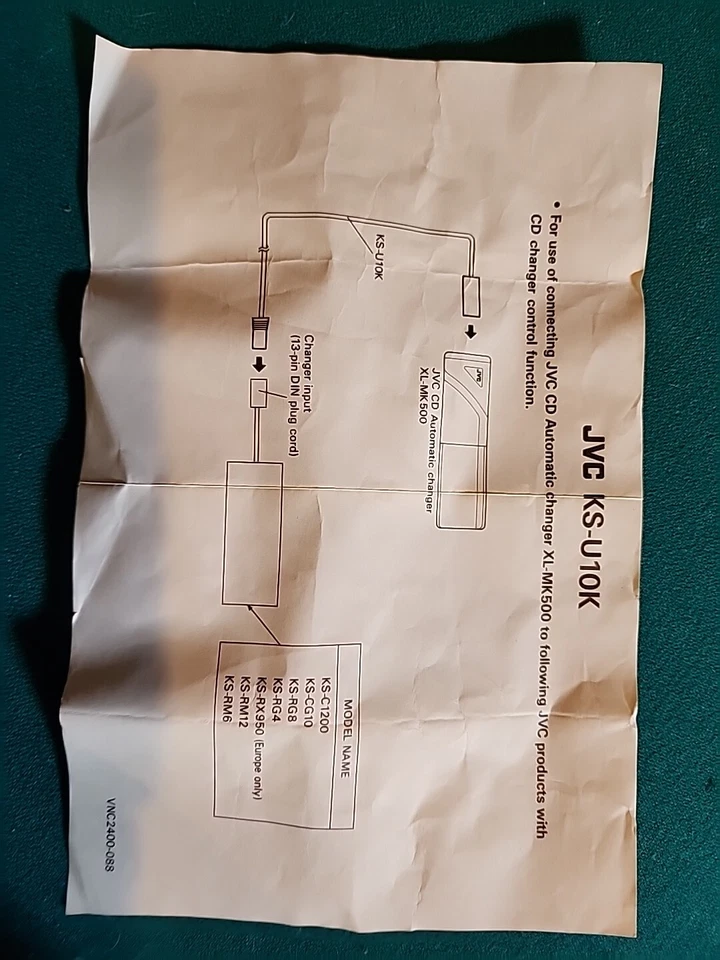 JVC KS-U10K
• For use of connecting JVC CD Automatic changer XL-MK500 to following JVC products with
CD changer control function.
JVC
JVC CD Automatic changer
XL-MK500
KS-U10K
Changer input
(13-pin DIN plug cord)
MODEL NAME
KS-C1200
KS-CG10
KS-RG8
KS-RG4
KS-RX950 (Europe only)
KS-RM12
KS-RM6
VNC2400-088